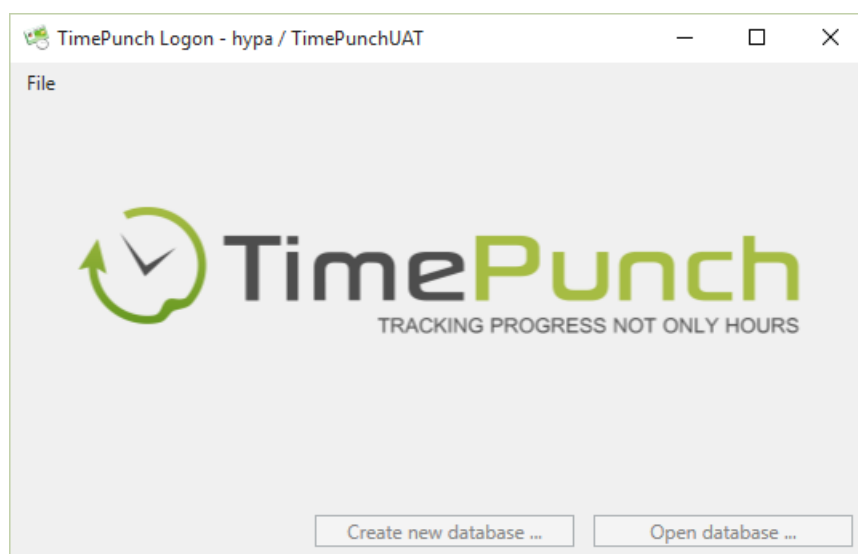 TimePunch Logon - hypa / TimePunchUAT
File
TimePunch
TRACKING PROGRESS NOT ONLY HOURS
Create new database ...
Open database ...